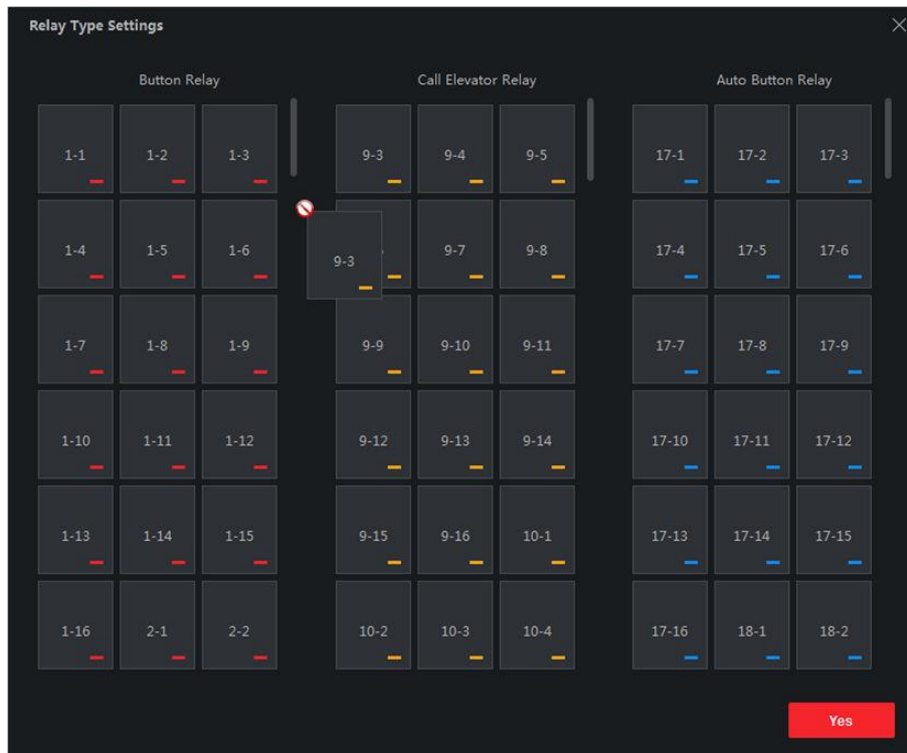 Relay Type Settings
Button Relay Call Elevator Relay Auto Button Relay
1-1 1-2 1-3 9-3 9-4 9-5 17-1 17-2 17-3
1-4 1-5 1-6 9-3 9-7 9-8 17-4 17-5 17-6
1-7 1-8 1-9 9-9 9-10 9-11 17-7 17-8 17-9
1-10 1-11 1-12 9-12 9-13 9-14 17-10 17-11 17-12
1-13 1-14 1-15 9-15 9-16 10-1 17-13 17-14 17-15
1-16 2-1 2-2 10-2 10-3 10-4 17-16 18-1 18-2
Yes